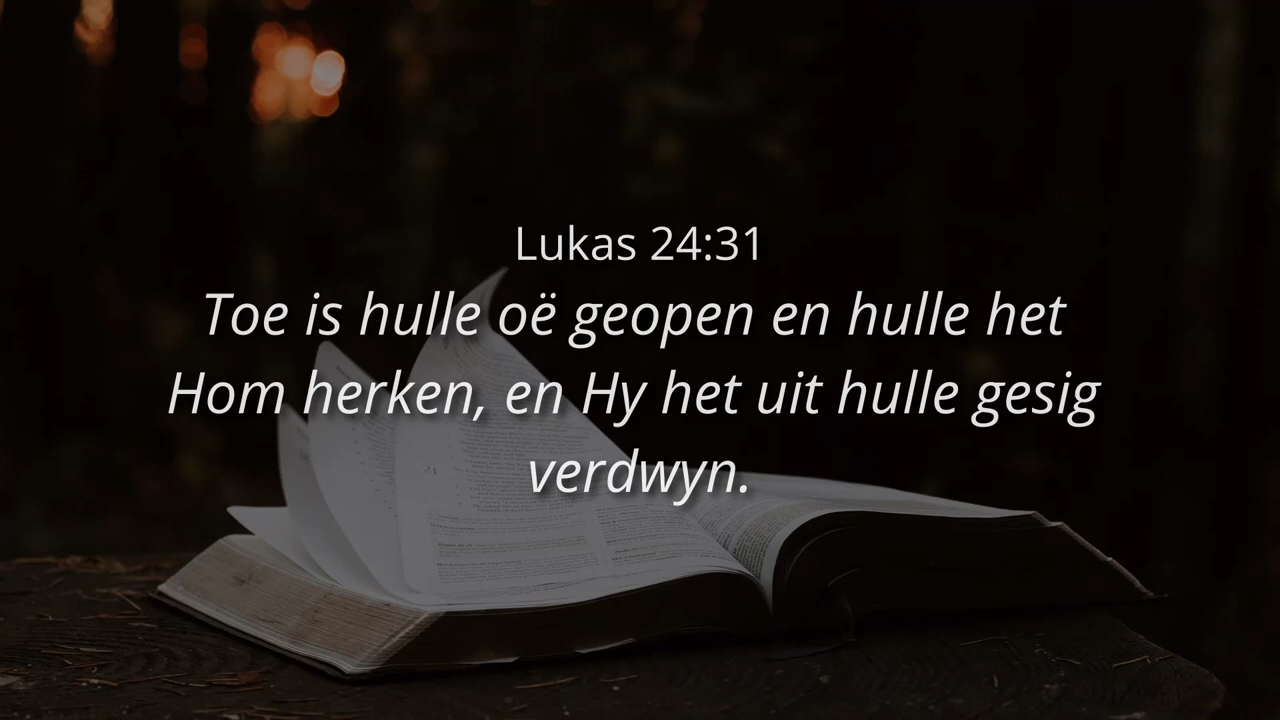 Lukas 24:31
Toe is hulle oë geopen en hulle het
Hom herken, en Hy het uit hulle gesig
verdwyn.